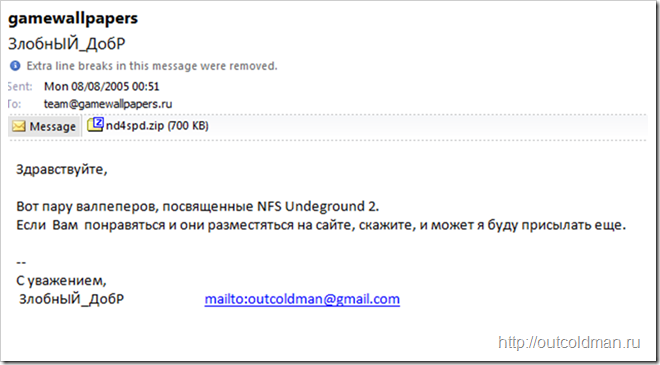 gamewallpapers
ЗлобнЫЙ_ДобР
Extra line breaks in this message were removed.
Sent: Mon 08/08/2005 00:51
To: team@gamewallpapers.ru
Message nd4spd.zip (700 KB)
Здравствуйте,
Вот пару валпеперов, посвященные NFS Undeground 2.
Если Вам понравяться и они разместяться на сайте, скажите, и может я буду присылать еще.
--
С уважением,
ЗлобнЫЙ_ДобР mailto:outcoldman@gmail.com
http://outcoldman.ru